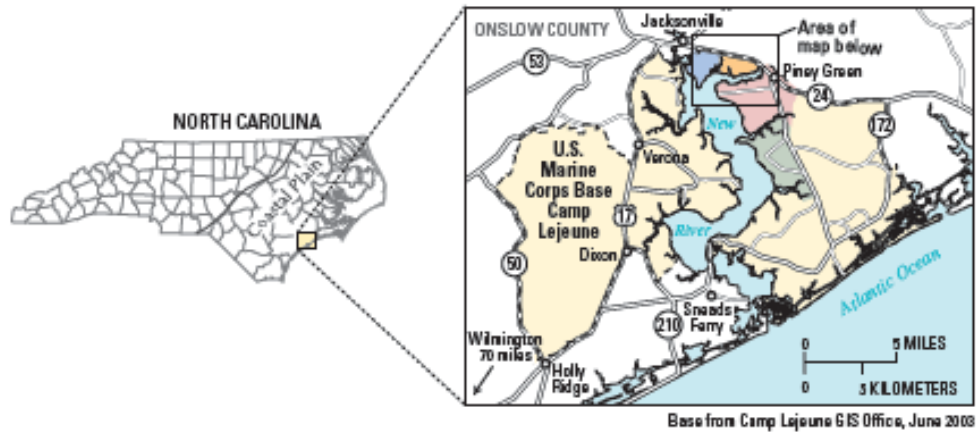 NORTH CAROLINA
Coastal Plain
ONSLOW COUNTY
Jacksonville
Area of
map below
53
Piney Green
24
New
172
U.S.
Marine
Corps Base
Camp
Lejeune
Verona
17
River
Dixon
50
Atlantic Ocean
Sneads
Ferry
210
Wilmington
70 miles
Holly
Ridge
0 5 MILES
0 5 KILOMETERS
Base from Camp Lejeune GIS Office, June 2003